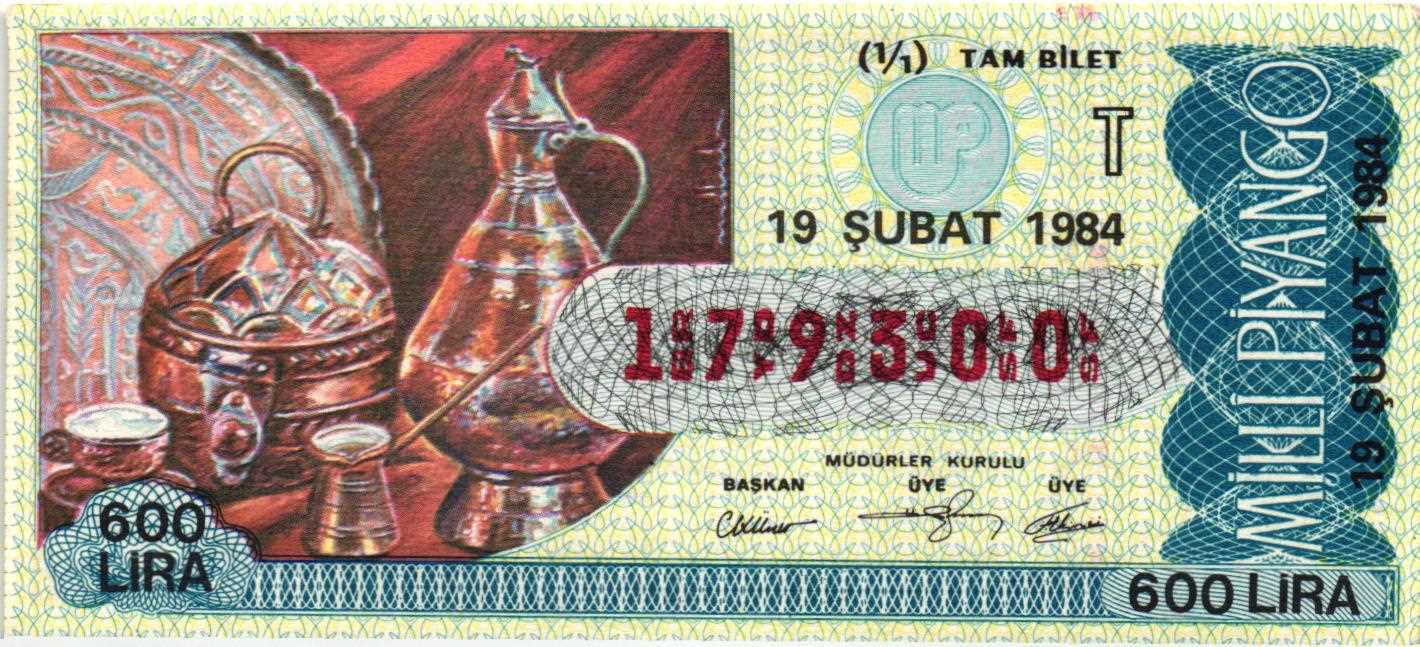 (1/1) TAM BİLET
T
19 ŞUBAT 1984
179300
MÜDÜRLER KURULU
BAŞKAN ÜYE ÜYE
600
LİRA
600 LİRA
MİLLİ PİYANGO
19 ŞUBAT 1984